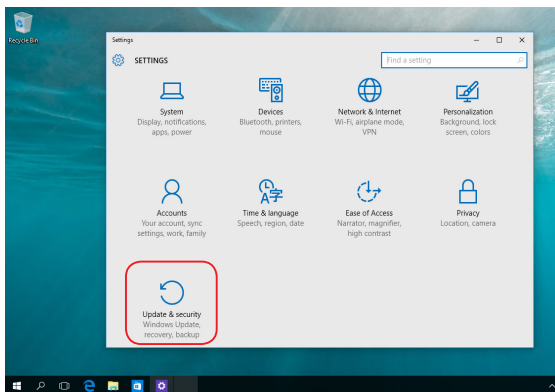 Recycle Bin
Settings
SETTINGS
Find a setting
System
Display, notifications,
apps, power
Devices
Bluetooth, printers,
mouse
Network & Internet
Wi-Fi, airplane mode,
VPN
Personalization
Background, lock
screen, colors
Accounts
Your account, sync
settings, work, family
Time & language
Speech, region, date
Ease of Access
Narrator, magnifier,
high contrast
Privacy
Location, camera
Update & security
Windows Update,
recovery, backup